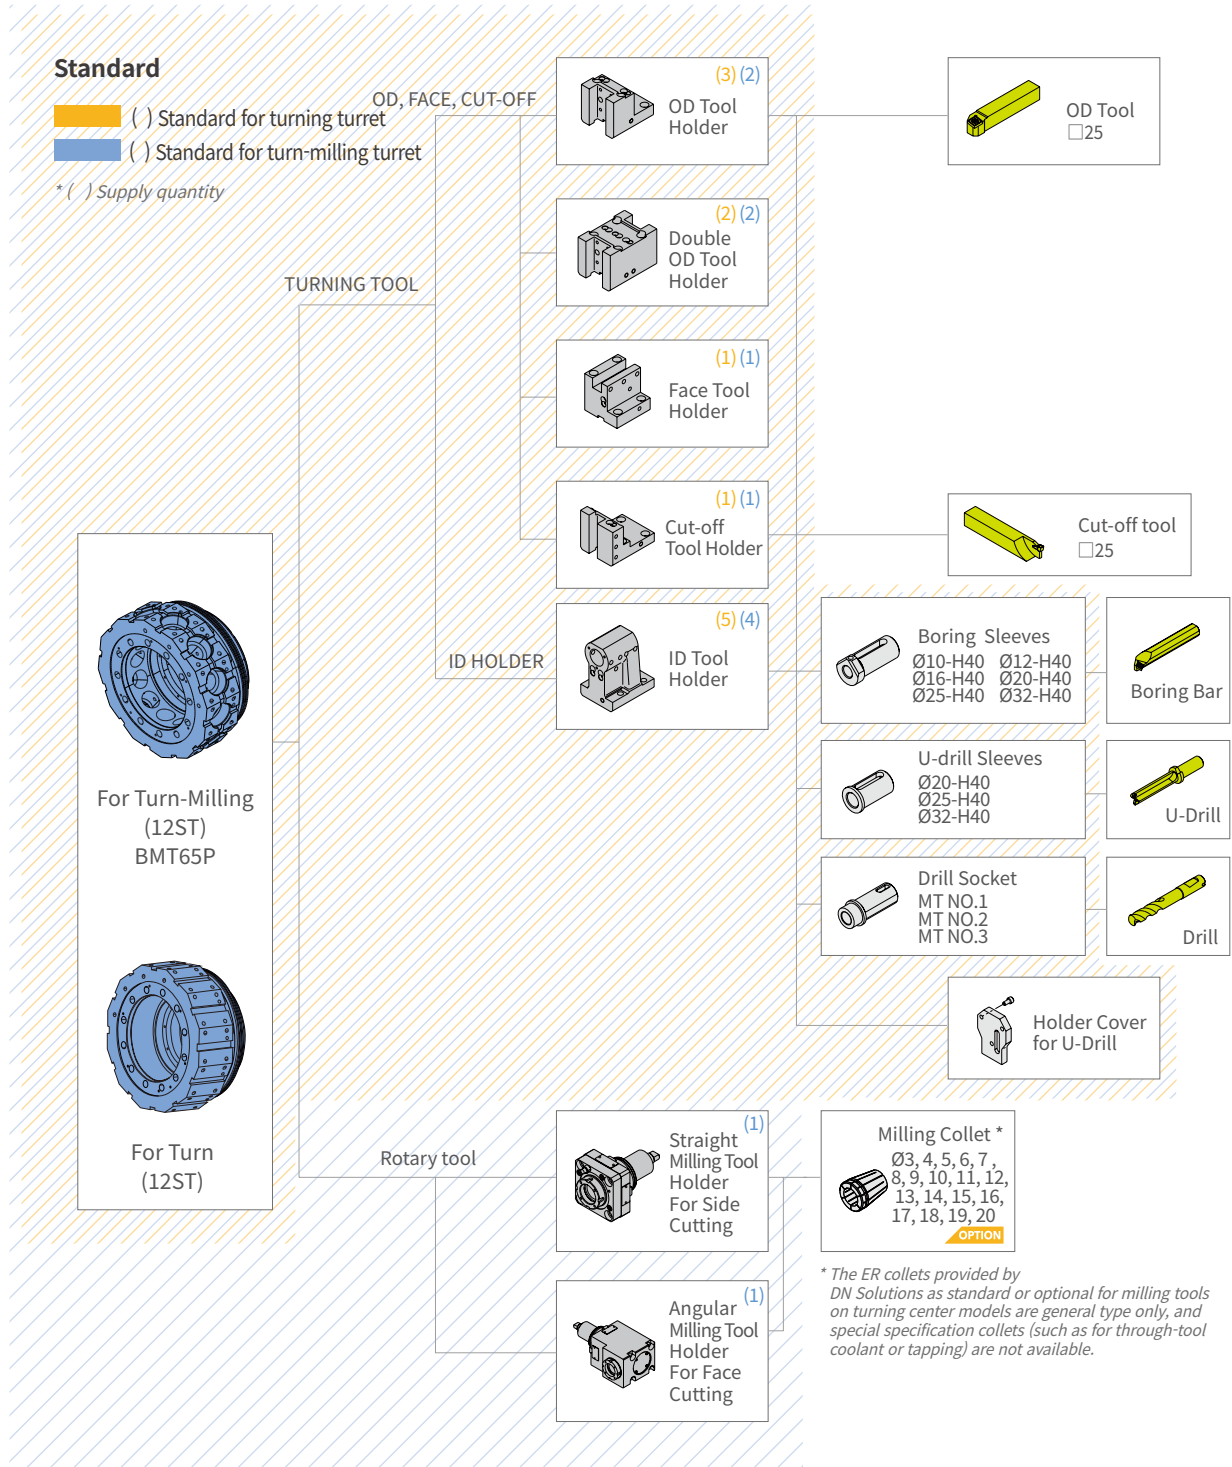 Standard
( ) Standard for turning turret
( ) Standard for turn-milling turret
* ( ) Supply quantity
OD, FACE, CUT-OFF
(3) (2)
OD Tool
Holder
OD Tool
□25
(2) (2)
Double
OD Tool
Holder
TURNING TOOL
(1) (1)
Face Tool
Holder
(1) (1)
Cut-off
Tool Holder
Cut-off tool
□25
ID HOLDER
(5) (4)
ID Tool
Holder
Boring Sleeves
Ø10-H40 Ø12-H40
Ø16-H40 Ø20-H40
Ø25-H40 Ø32-H40
Boring Bar
U-drill Sleeves
Ø20-H40
Ø25-H40
Ø32-H40
U-Drill
Drill Socket
MT NO.1
MT NO.2
MT NO.3
Drill
Holder Cover
for U-Drill
For Turn-Milling
(12ST)
BMT65P
For Turn
(12ST)
Rotary tool
(1)
Straight
Milling Tool
Holder
For Side
Cutting
Milling Collet *
Ø3, 4, 5, 6, 7 ,
8, 9, 10, 11, 12,
13, 14, 15, 16,
17, 18, 19, 20
OPTION
(1)
Angular
Milling Tool
Holder
For Face
Cutting
* The ER collets provided by
DN Solutions as standard or optional for milling tools
on turning center models are general type only, and
special specification collets (such as for through-tool
coolant or tapping) are not available.